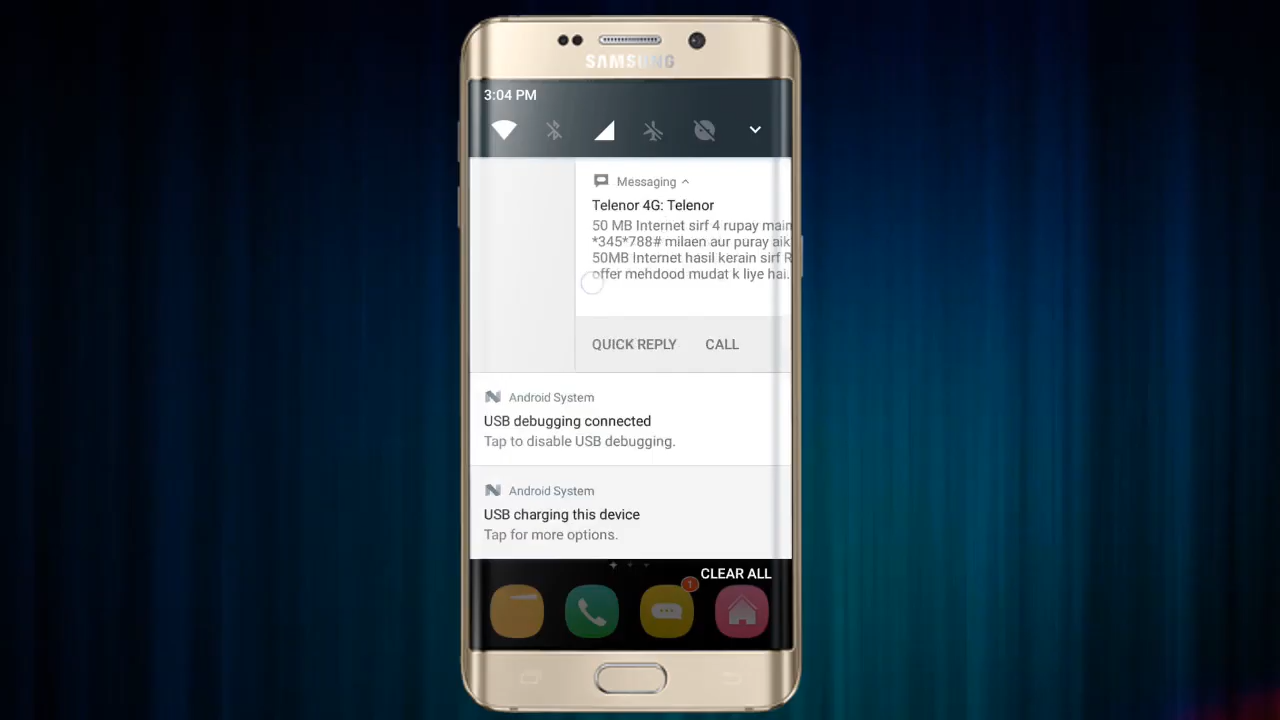 SAMSUNG
3:04 PM
Messaging
Telenor 4G: Telenor
50 MB Internet sirf 4 rupay main
*345*788# milaen aur puray aik
50MB Internet hasil kerain sirf R
offer mehdood mudat k liye hai.
QUICK REPLY CALL
Android System
USB debugging connected
Tap to disable USB debugging.
Android System
USB charging this device
Tap for more options.
CLEAR ALL
1